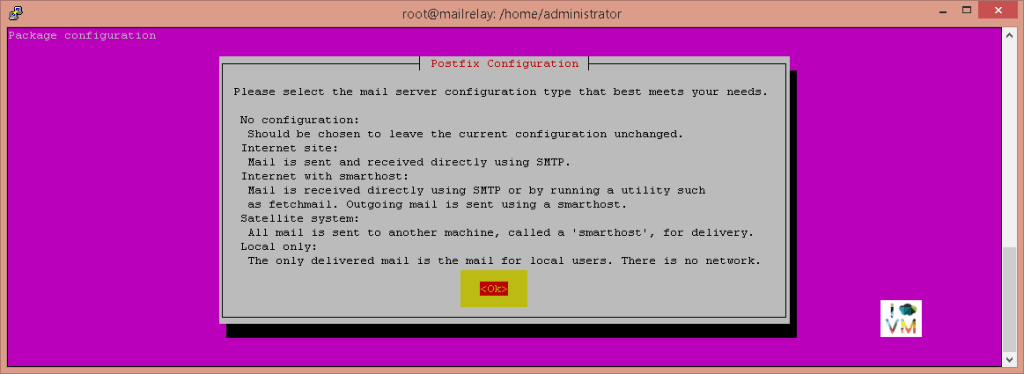 root@mailrelay: /home/administrator
Package configuration
Postfix Configuration
Please select the mail server configuration type that best meets your needs.
No configuration:
Should be chosen to leave the current configuration unchanged.
Internet site:
Mail is sent and received directly using SMTP.
Internet with smarthost:
Mail is received directly using SMTP or by running a utility such
as fetchmail. Outgoing mail is sent using a smarthost.
Satellite system:
All mail is sent to another machine, called a 'smarthost', for delivery.
Local only:
The only delivered mail is the mail for local users. There is no network.
<Ok>
I
VM